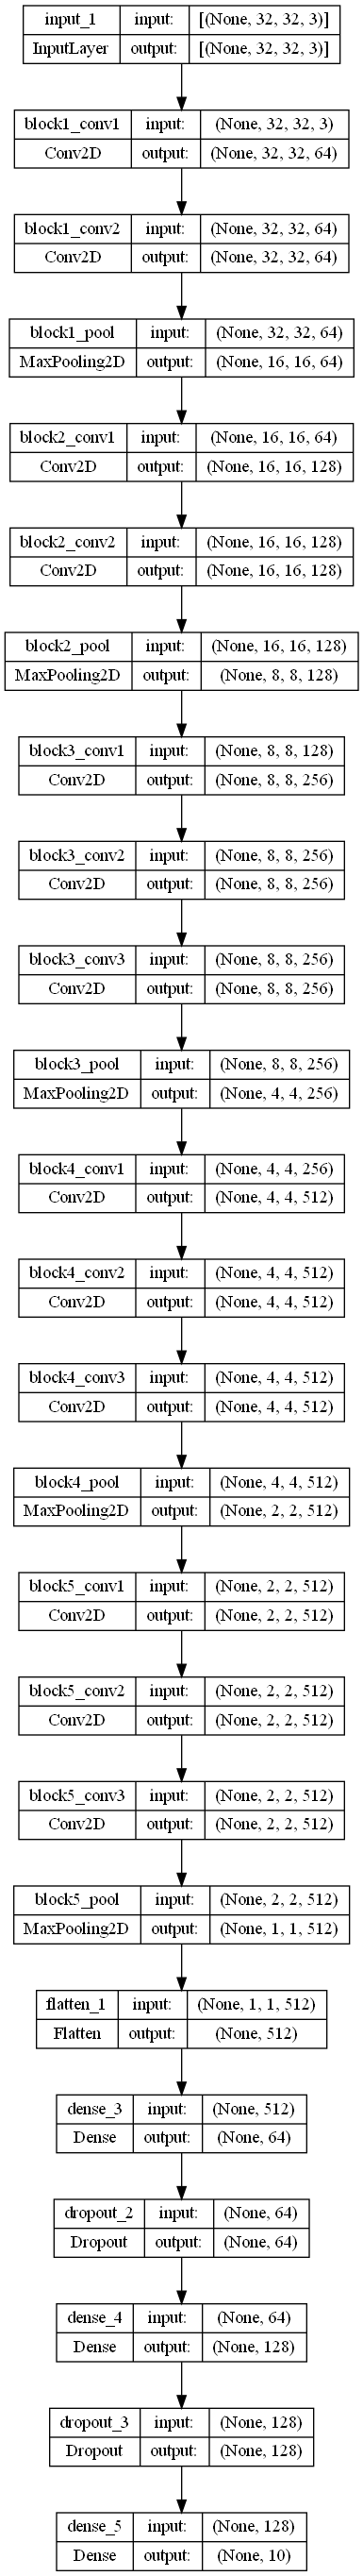 input_1 input: [(None, 32, 32, 3)]
InputLayer output: [(None, 32, 32, 3)]
block1_conv1 input: (None, 32, 32, 3)
Conv2D output: (None, 32, 32, 64)
block1_conv2 input: (None, 32, 32, 64)
Conv2D output: (None, 32, 32, 64)
block1_pool input: (None, 32, 32, 64)
MaxPooling2D output: (None, 16, 16, 64)
block2_conv1 input: (None, 16, 16, 64)
Conv2D output: (None, 16, 16, 128)
block2_conv2 input: (None, 16, 16, 128)
Conv2D output: (None, 16, 16, 128)
block2_pool input: (None, 16, 16, 128)
MaxPooling2D output: (None, 8, 8, 128)
block3_conv1 input: (None, 8, 8, 128)
Conv2D output: (None, 8, 8, 256)
block3_conv2 input: (None, 8, 8, 256)
Conv2D output: (None, 8, 8, 256)
block3_conv3 input: (None, 8, 8, 256)
Conv2D output: (None, 8, 8, 256)
block3_pool input: (None, 8, 8, 256)
MaxPooling2D output: (None, 4, 4, 256)
block4_conv1 input: (None, 4, 4, 256)
Conv2D output: (None, 4, 4, 512)
block4_conv2 input: (None, 4, 4, 512)
Conv2D output: (None, 4, 4, 512)
block4_conv3 input: (None, 4, 4, 512)
Conv2D output: (None, 4, 4, 512)
block4_pool input: (None, 4, 4, 512)
MaxPooling2D output: (None, 2, 2, 512)
block5_conv1 input: (None, 2, 2, 512)
Conv2D output: (None, 2, 2, 512)
block5_conv2 input: (None, 2, 2, 512)
Conv2D output: (None, 2, 2, 512)
block5_conv3 input: (None, 2, 2, 512)
Conv2D output: (None, 2, 2, 512)
block5_pool input: (None, 2, 2, 512)
MaxPooling2D output: (None, 1, 1, 512)
flatten_1 input: (None, 1, 1, 512)
Flatten output: (None, 512)
dense_3 input: (None, 512)
Dense output: (None, 64)
dropout_2 input: (None, 64)
Dropout output: (None, 64)
dense_4 input: (None, 64)
Dense output: (None, 128)
dropout_3 input: (None, 128)
Dropout output: (None, 128)
dense_5 input: (None, 128)
Dense output: (None, 10)